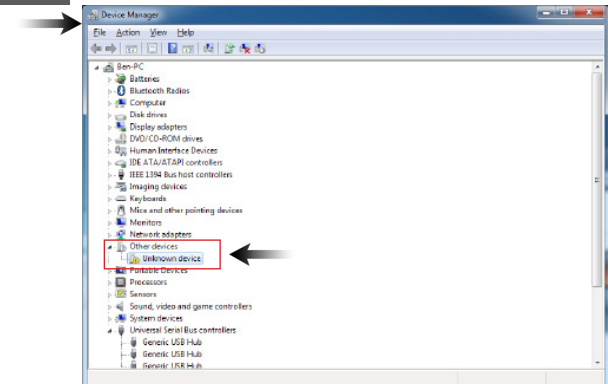 Device Manager
File Action View Help
Ben-PC
Batteries
Bluetooth Radios
Computer
Disk drives
Display adapters
DVD/CD-ROM drives
Human Interface Devices
IDE ATA/ATAPI controllers
IEEE 1394 Bus host controllers
Imaging devices
Keyboards
Mice and other pointing devices
Monitors
Network adapters
Other devices
Unknown device
Portable Devices
Processors
Sensors
Sound, video and game controllers
System devices
Universal Serial Bus controllers
Generic USB Hub
Generic USB Hub
Generic USB Hub